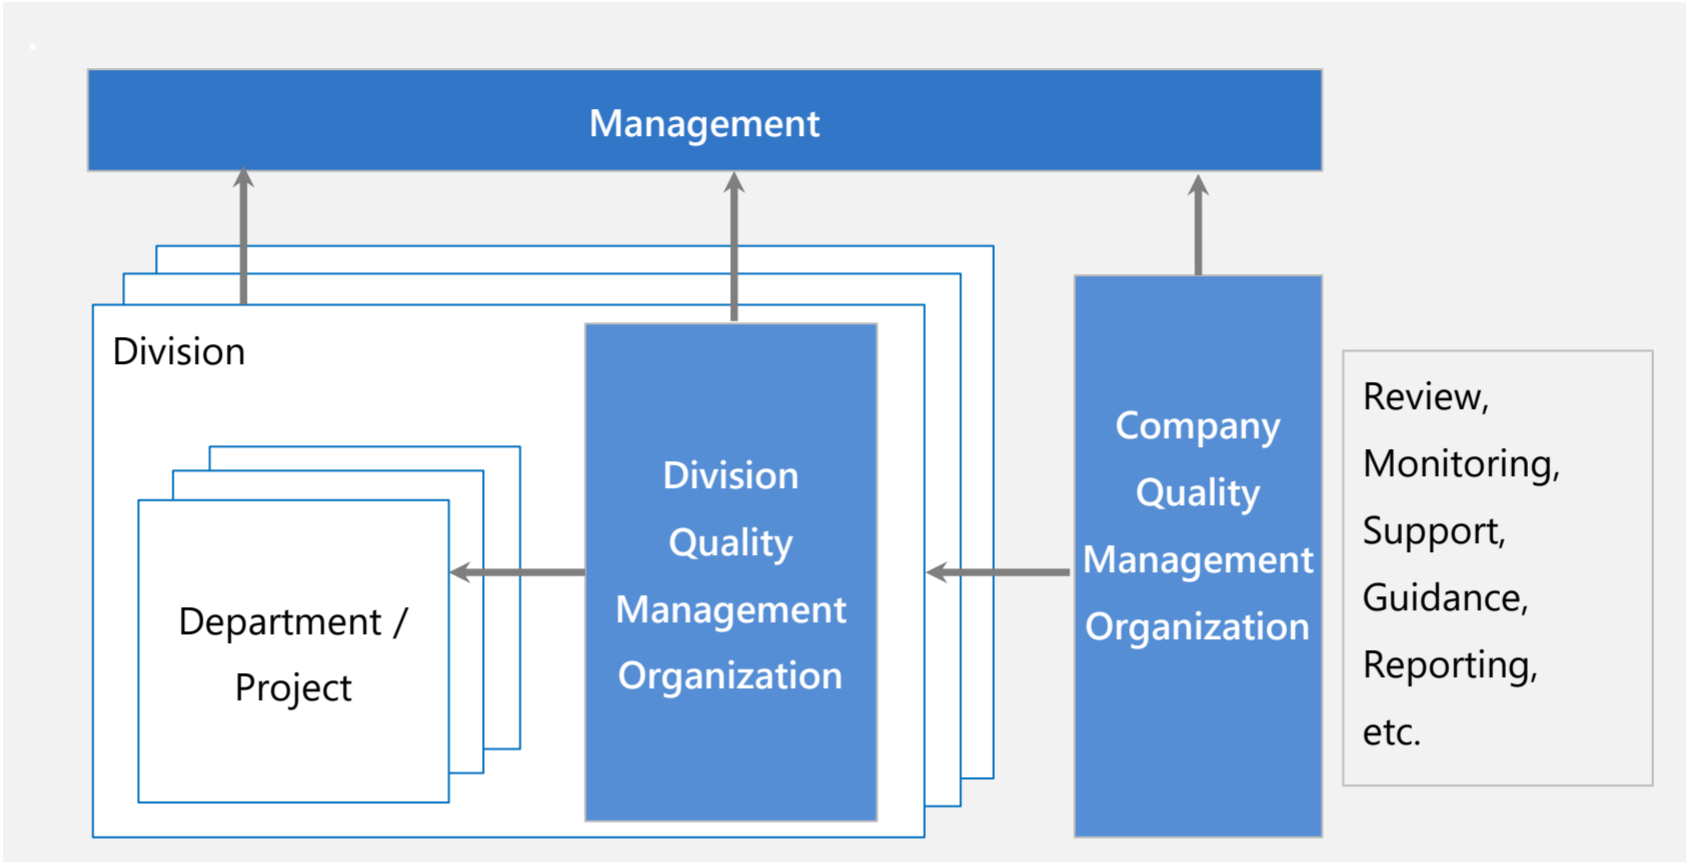 Management
Division
Department /
Project
Division
Quality
Management
Organization
Company
Quality
Management
Organization
Review,
Monitoring,
Support,
Guidance,
Reporting,
etc.